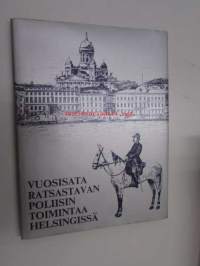 VUOSISATA
RATSASTAVAN
POLIISIN
TOIMINTAA
HELSINGISSÄ